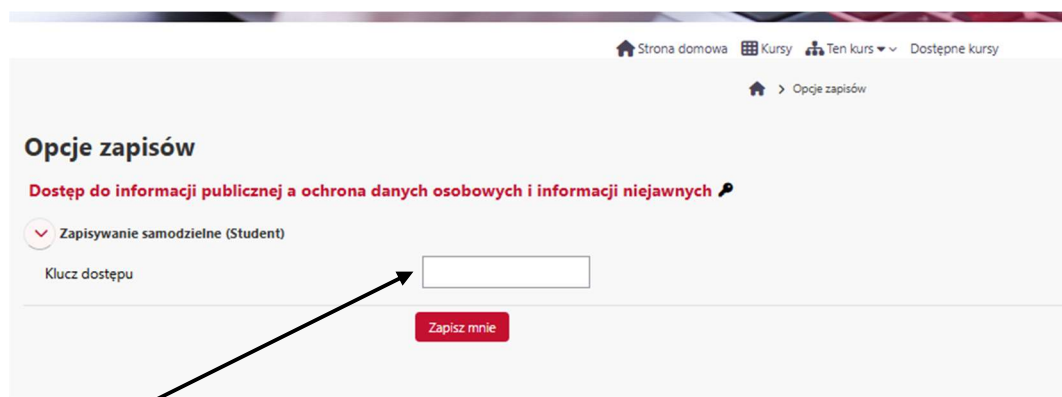 Strona domowa Kursy Ten kurs Dostępne kursy
> Opcje zapisów
Opcje zapisów
Dostęp do informacji publicznej a ochrona danych osobowych i informacji niejawnych
Zapisywanie samodzielne (Student)
Klucz dostępu
Zapisz mnie